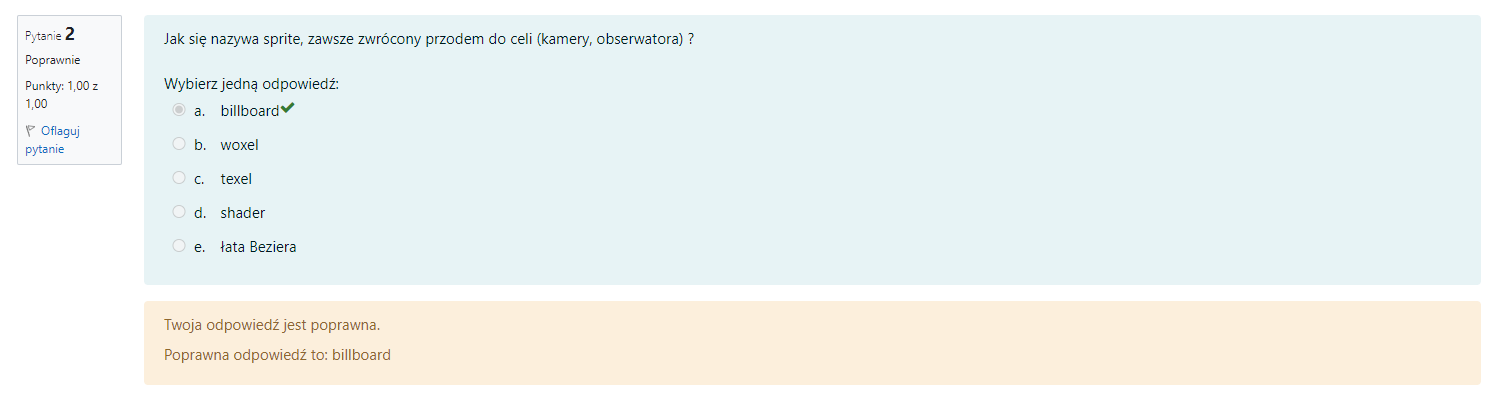 Pytanie 2
Poprawnie
Punkty: 1,00 z
1,00
Oflaguj
pytanie
Jak się nazywa sprite, zawsze zwrócony przodem do celi (kamery, obserwatora) ?
Wybierz jedną odpowiedź:
a. billboard
b. woxel
c. texel
d. shader
e. łata Beziera
Twoja odpowiedź jest poprawna.
Poprawna odpowiedź to: billboard